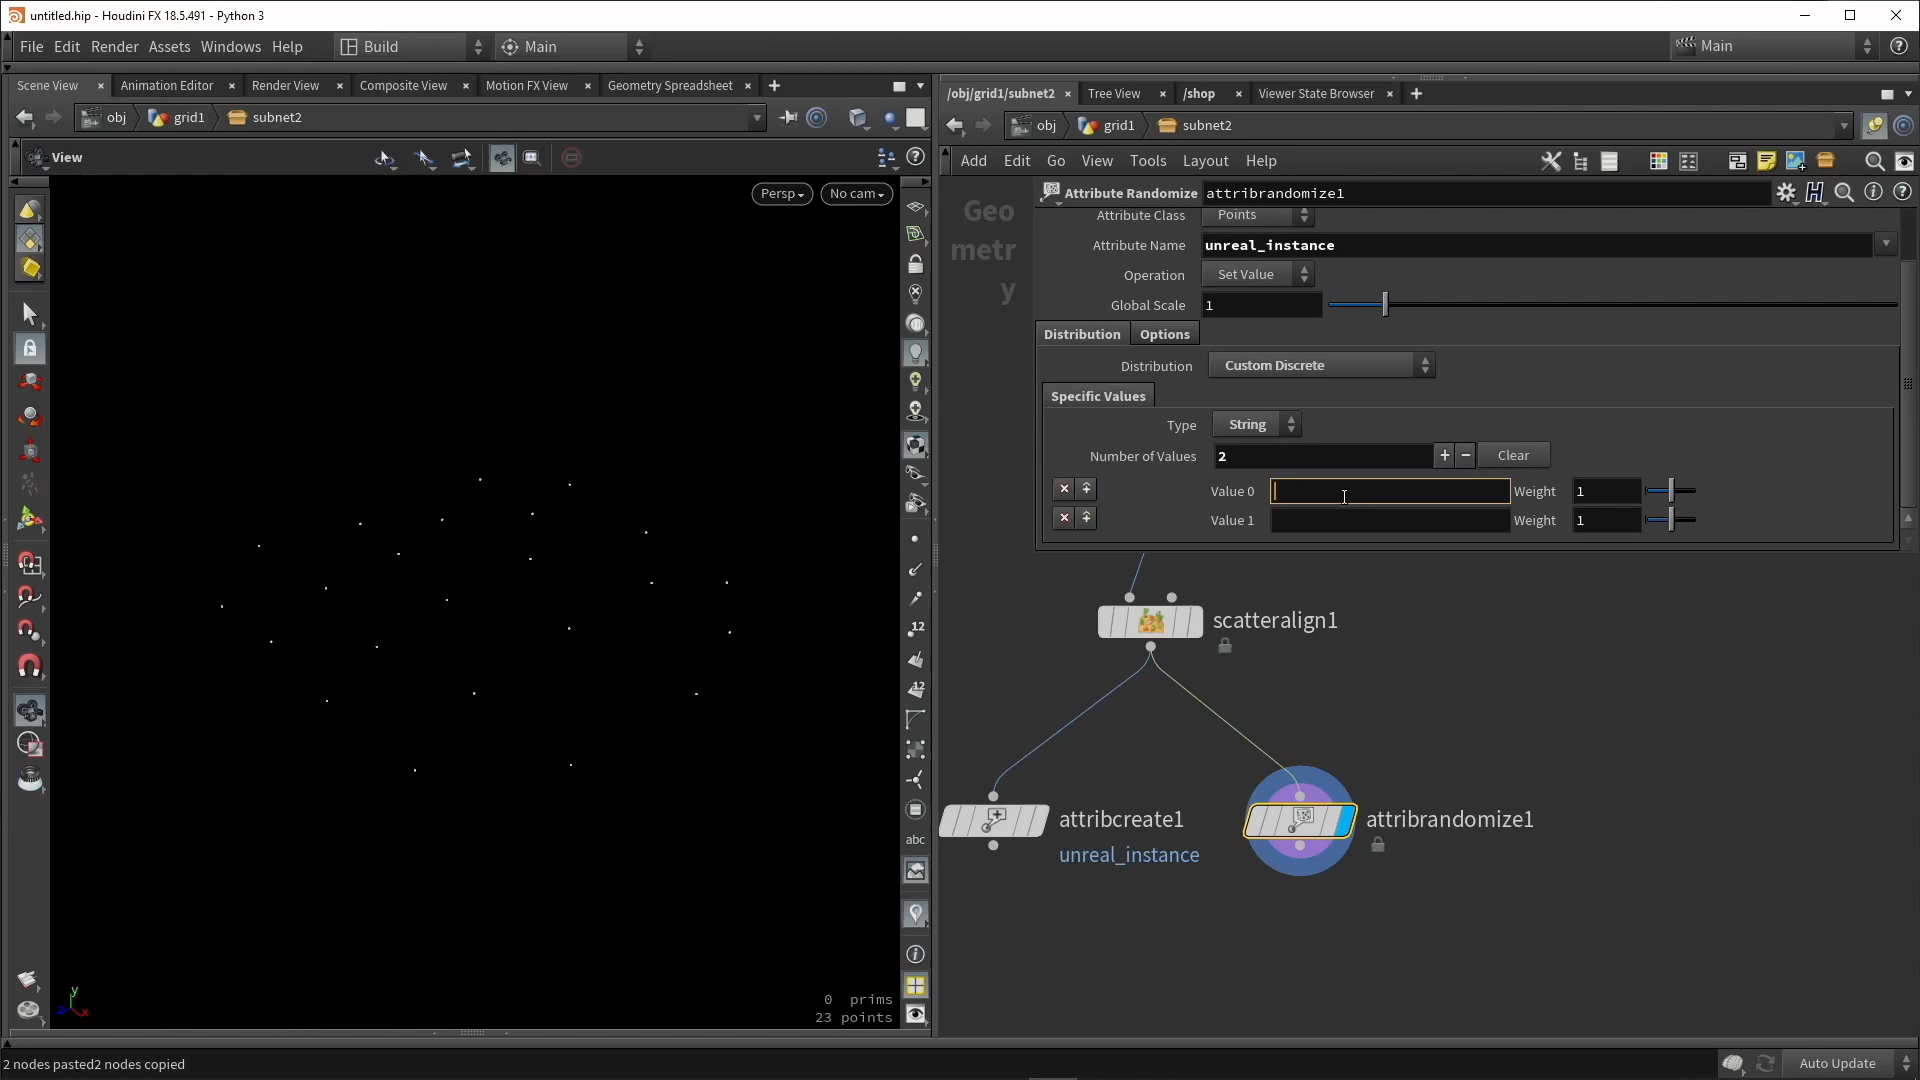 untitled.hip - Houdini FX 18.5.491 - Python 3
File Edit Render Assets Windows Help Build Main Main
Scene View Animation Editor Render View Composite View Motion FX View Geometry Spreadsheet
obj grid1 subnet2
View
Persp No cam
12
12
abc
y
x
0 prims
23 points
/obj/grid1/subnet2 Tree View /shop Viewer State Browser
obj grid1 subnet2
Add Edit Go View Tools Layout Help
Geo
metr
y
Attribute Randomize attribrandomize1
Attribute Class Points
Attribute Name unreal_instance
Operation Set Value
Global Scale 1
Distribution Options
Distribution Custom Discrete
Specific Values
Type String
Number of Values 2 Clear
Value 0 Weight 1
Value 1 Weight 1
scatteralign1
attribcreate1
unreal_instance
attribrandomize1
2 nodes pasted2 nodes copied
Auto Update